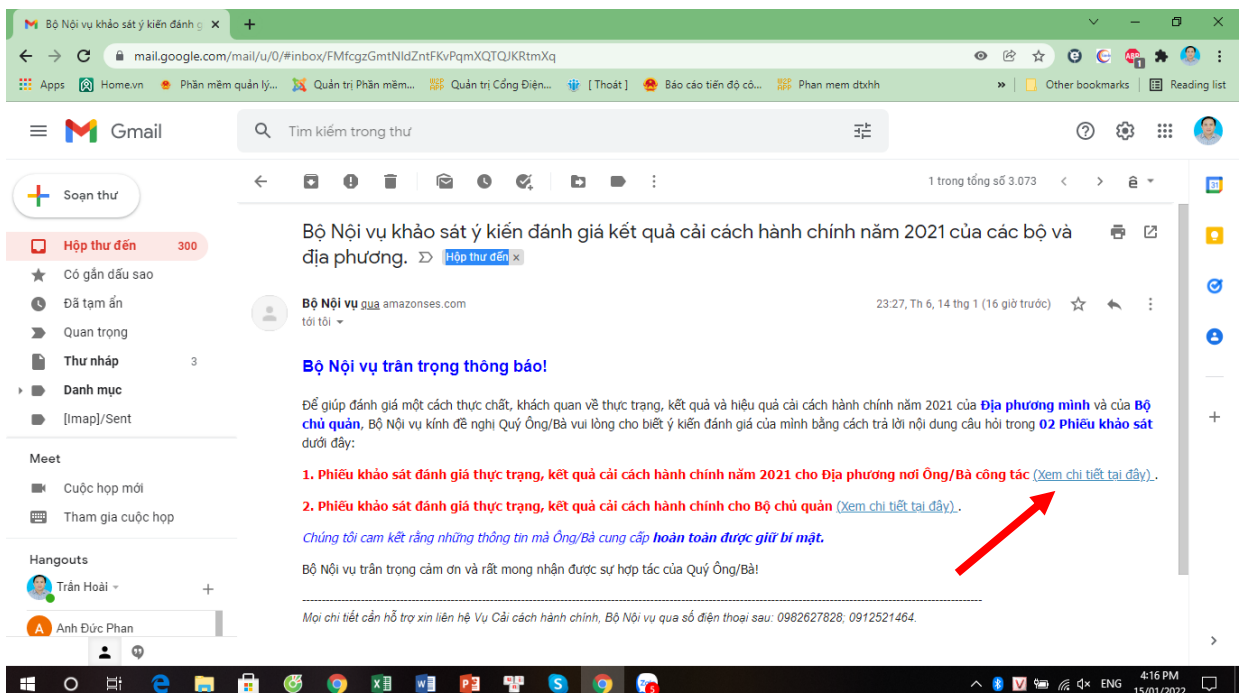 Bộ Nội vụ khảo sát ý kiến đánh g
mail.google.com/mail/u/0/#inbox/FMfcgzGmtNldZntFKvPqmXQTQJKRtmXq
Apps Home.vn Phần mềm quản lý... Quản trị Phần mềm... Quản trị Cổng Điện... [ Thoát ] Báo cáo tiến độ cô... Phan mem dtxhh » Other bookmarks Reading list
Gmail Tìm kiếm trong thư
Soạn thư
1 trong tổng số 3.073
Hộp thư đến 300
Có gắn dấu sao
Đã tạm ẩn
Quan trọng
Thư nháp 3
Danh mục
[Imap]/Sent
Meet
Cuộc họp mới
Tham gia cuộc họp
Hangouts
Trần Hoài
Anh Đức Phan
Bộ Nội vụ khảo sát ý kiến đánh giá kết quả cải cách hành chính năm 2021 của các bộ và
địa phương. Hộp thư đến ×
Bộ Nội vụ qua amazonses.com 23:27, Th 6, 14 thg 1 (16 giờ trước)
tới tôi
Bộ Nội vụ trân trọng thông báo!
Để giúp đánh giá một cách thực chất, khách quan về thực trạng, kết quả và hiệu quả cải cách hành chính năm 2021 của Địa phương mình và của Bộ
chủ quản, Bộ Nội vụ kính đề nghị Quý Ông/Bà vui lòng cho biết ý kiến đánh giá của mình bằng cách trả lời nội dung câu hỏi trong 02 Phiếu khảo sát
dưới đây:
1. Phiếu khảo sát đánh giá thực trạng, kết quả cải cách hành chính năm 2021 cho Địa phương nơi Ông/Bà công tác (Xem chi tiết tại đây) .
2. Phiếu khảo sát đánh giá thực trạng, kết quả cải cách hành chính cho Bộ chủ quản (Xem chi tiết tại đây) .
Chúng tôi cam kết rằng những thông tin mà Ông/Bà cung cấp hoàn toàn được giữ bí mật.
Bộ Nội vụ trân trọng cảm ơn và rất mong nhận được sự hợp tác của Quý Ông/Bà!
Mọi chi tiết cần hỗ trợ xin liên hệ Vụ Cải cách hành chính, Bộ Nội vụ qua số điện thoại sau: 0982627828; 0912521464.
ENG 4:16 PM
15/01/2022